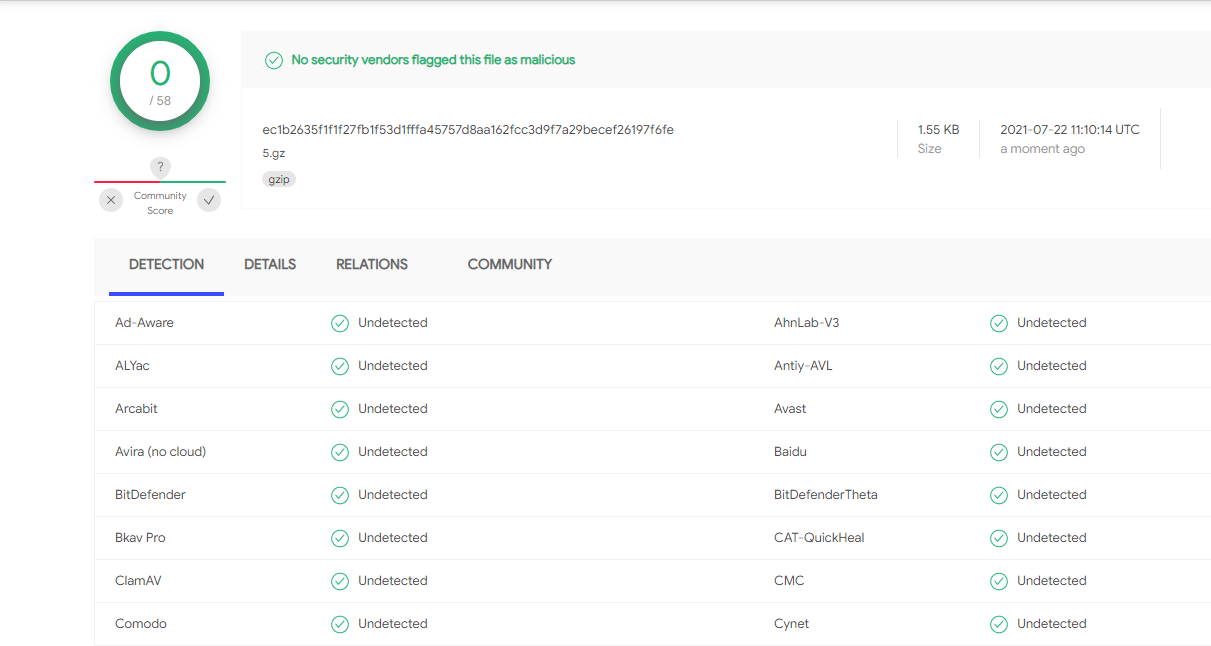 0
/ 58
?
Community
Score
No security vendors flagged this file as malicious
ec1b2635f1f1f27fb1f53d1fffa45757d8aa162fcc3d9f7a29becef26197f6fe
5.gz
gzip
1.55 KB
Size
2021-07-22 11:10:14 UTC
a moment ago
DETECTION DETAILS RELATIONS COMMUNITY
Ad-Aware Undetected AhnLab-V3 Undetected
ALYac Undetected Antiy-AVL Undetected
Arcabit Undetected Avast Undetected
Avira (no cloud) Undetected Baidu Undetected
BitDefender Undetected BitDefenderTheta Undetected
Bkav Pro Undetected CAT-QuickHeal Undetected
ClamAV Undetected CMC Undetected
Comodo Undetected Cynet Undetected